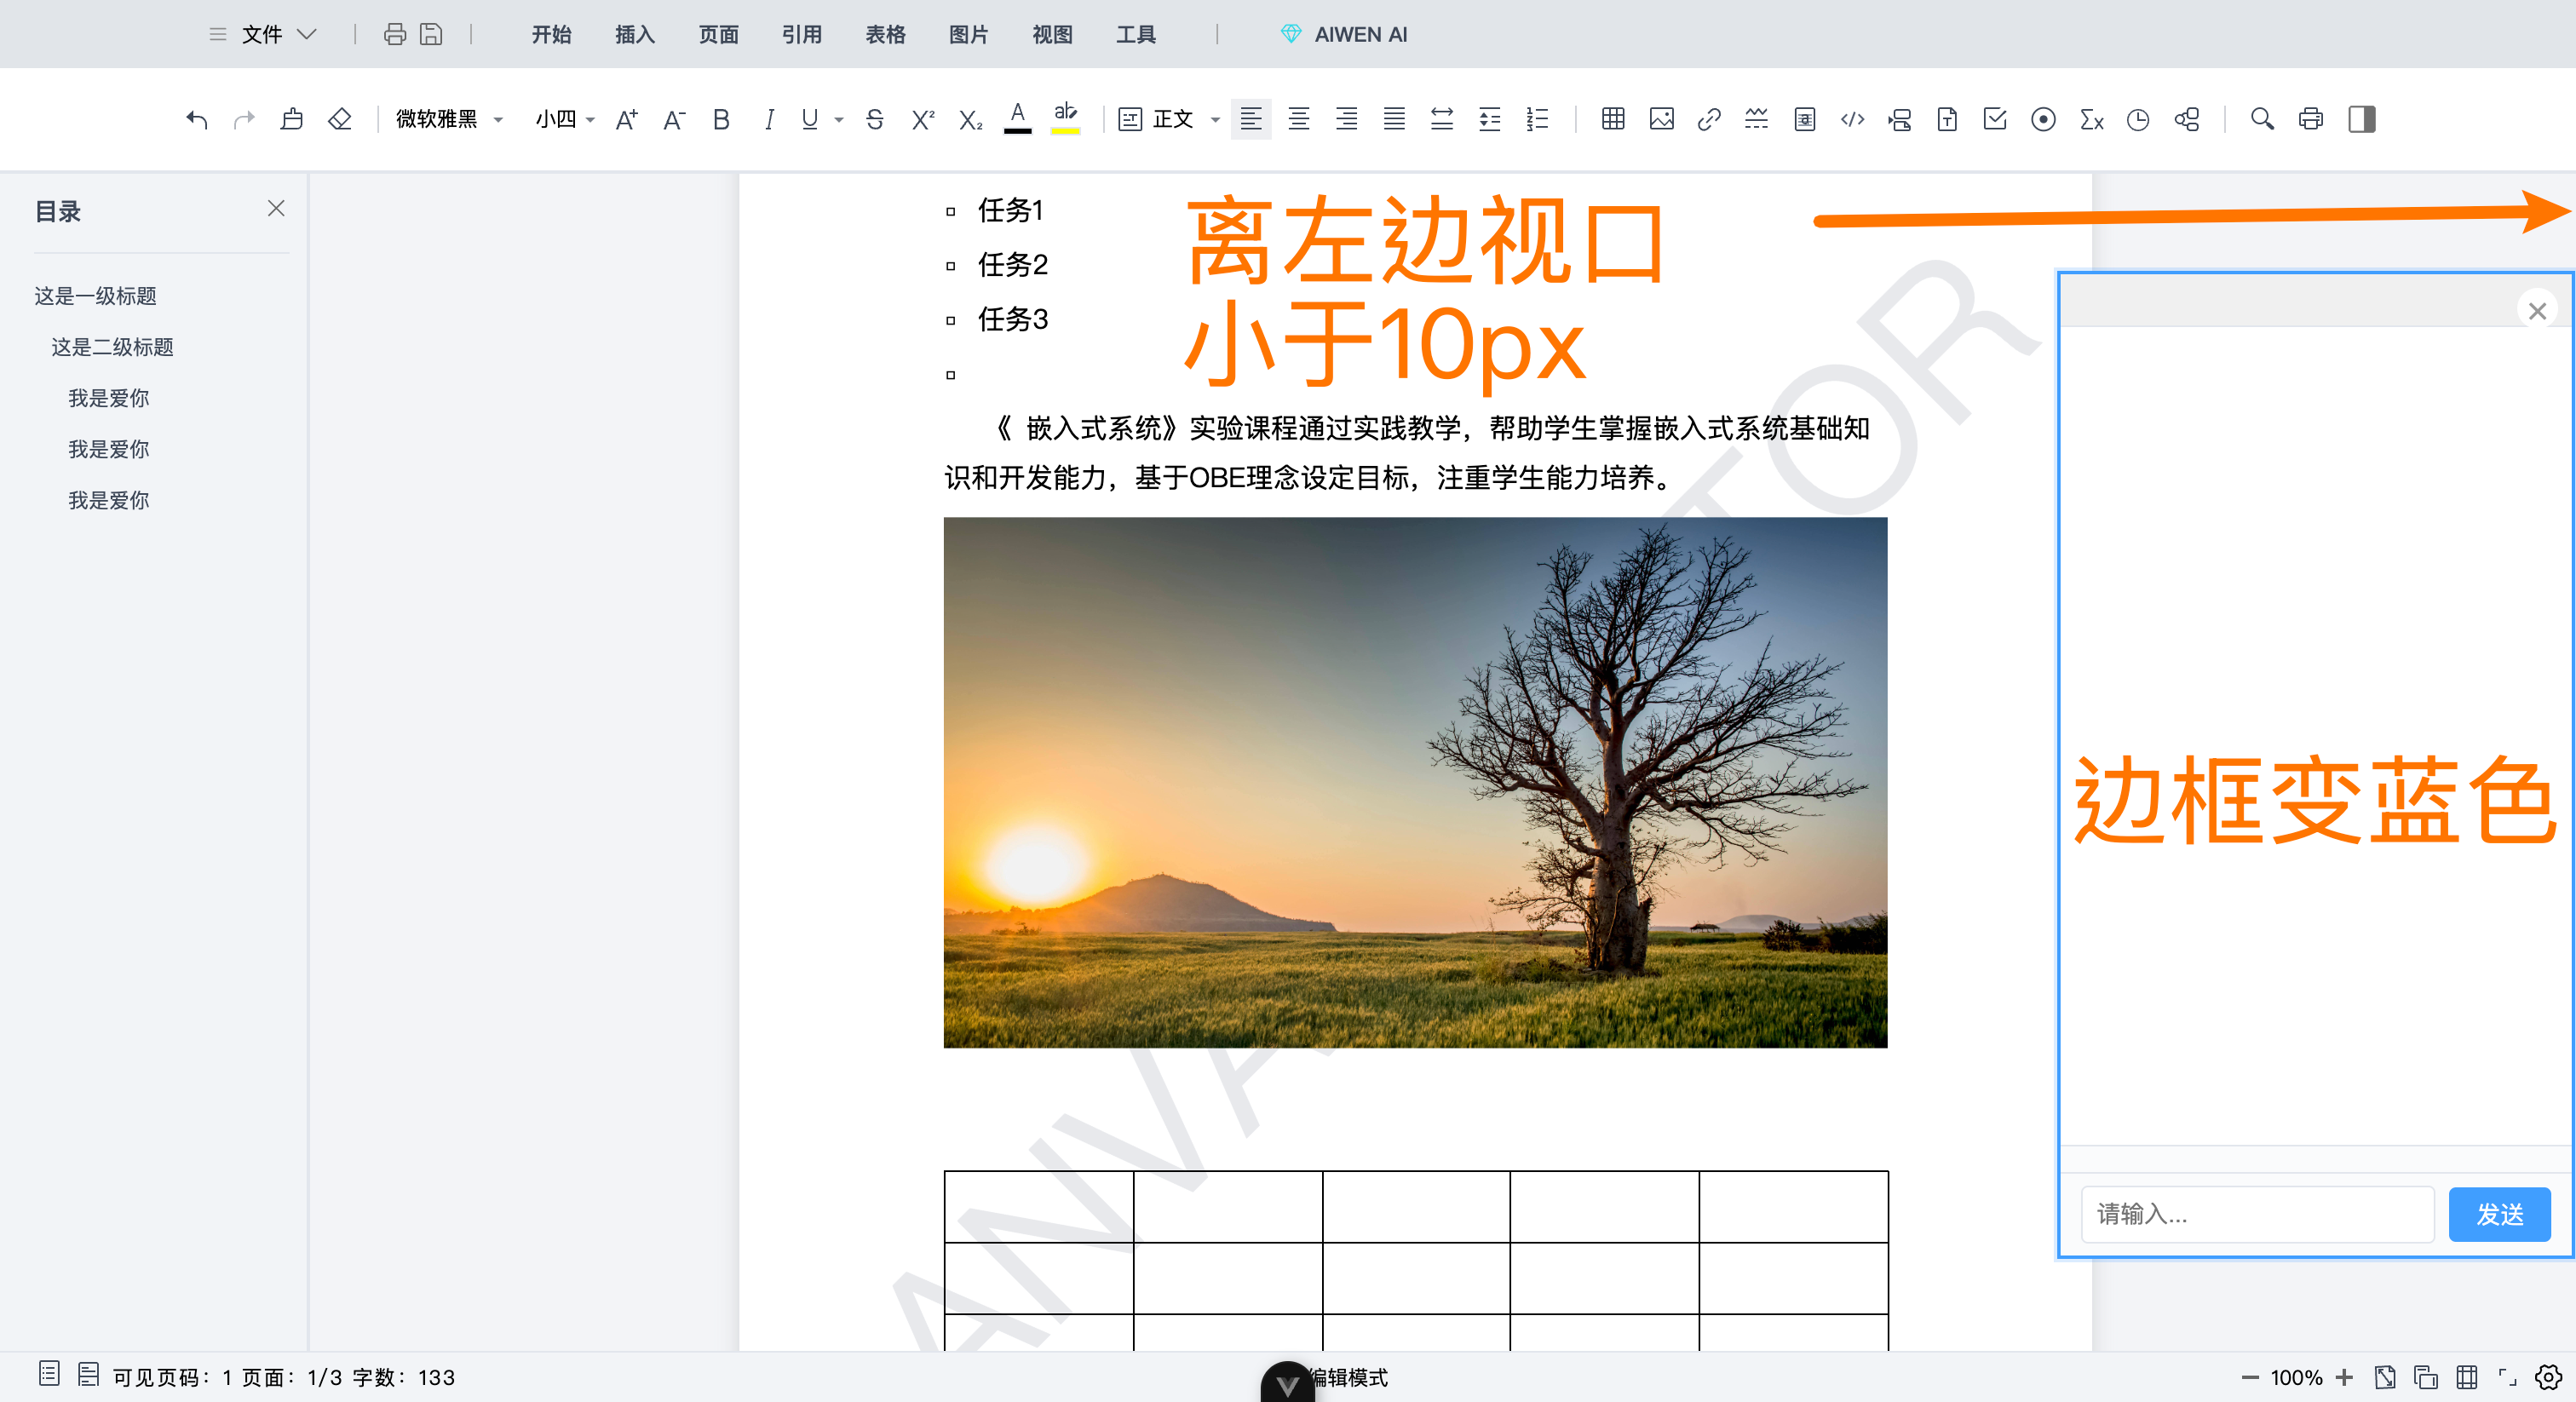 文件 开始 插入 页面 引用 表格 图片 视图 工具 AIWEN AI
微软雅黑 小四 A+ A- B I U S X² X₂ A ab 正文
目录
这是一级标题
这是二级标题
我是爱你
我是爱你
我是爱你
任务1
任务2
任务3
离左边视口
小于10px
《 嵌入式系统》实验课程通过实践教学，帮助学生掌握嵌入式系统基础知
识和开发能力，基于OBE理念设定目标，注重学生能力培养。
边框变蓝色
请输入... 发送
可见页码：1 页面：1/3 字数：133 编辑模式 100%